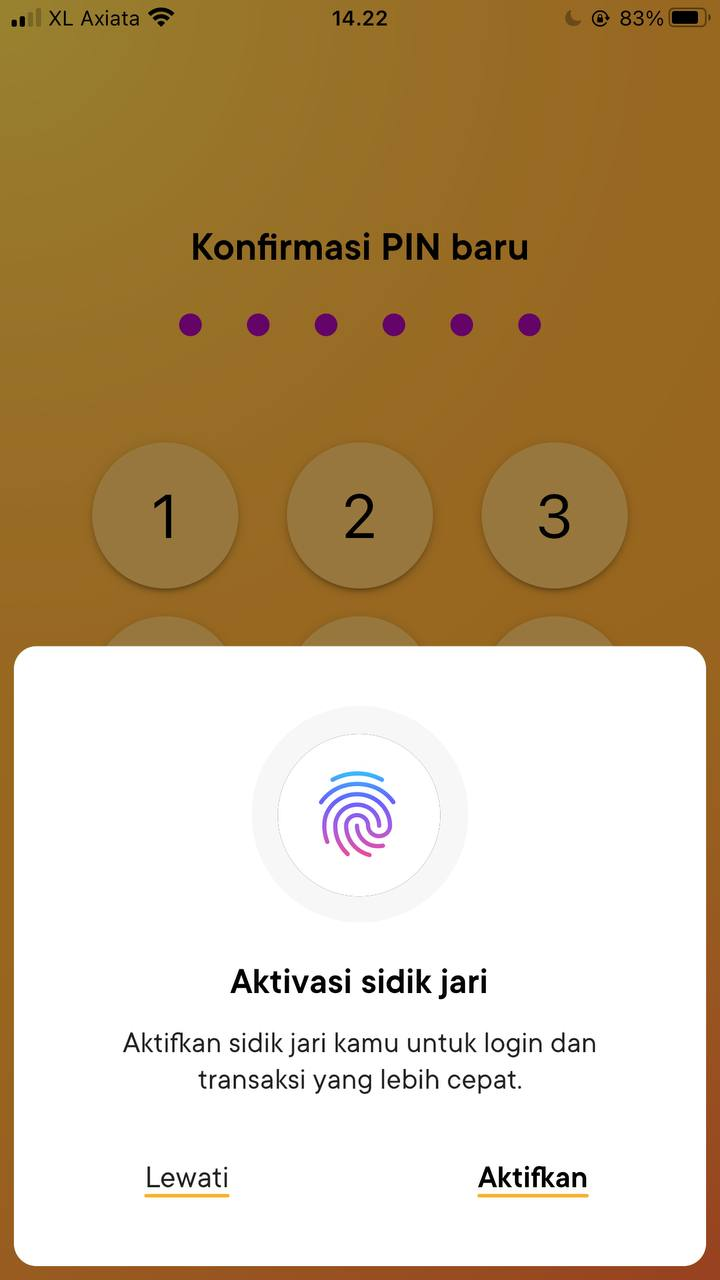 XL Axiata 14.22 83%
Konfirmasi PIN baru
1 2 3
Aktivasi sidik jari
Aktifkan sidik jari kamu untuk login dan
transaksi yang lebih cepat.
Lewati Aktifkan